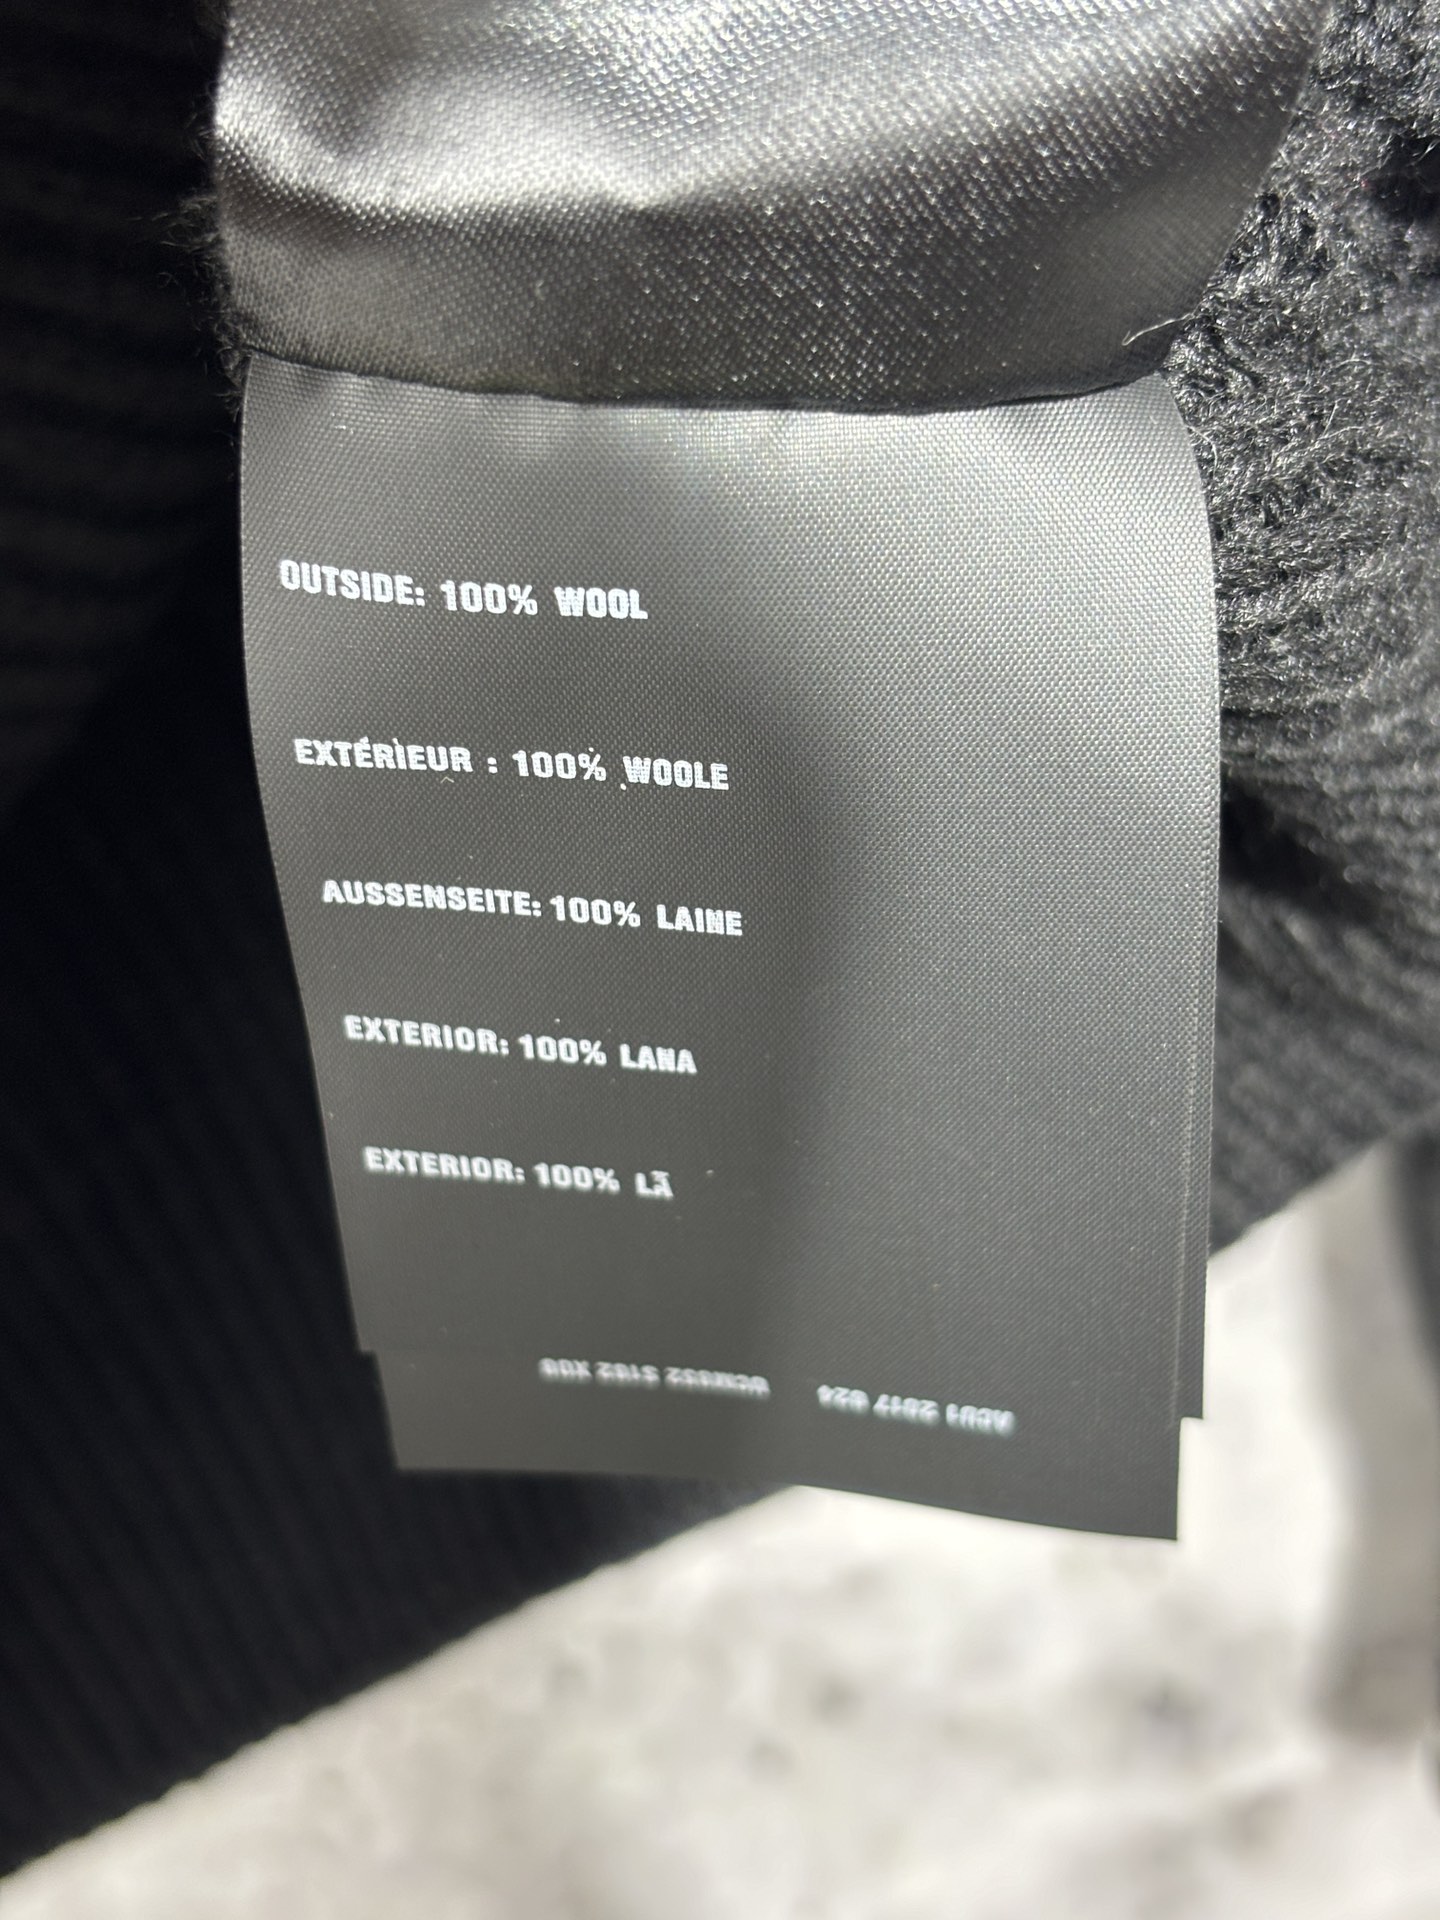 OUTSIDE: 100% WOOL
EXTÉRIEUR : 100% WOOLE
AUSSENSEITE: 100% LAINE
EXTERIOR: 100% LANA
EXTERIOR: 100% LÃ